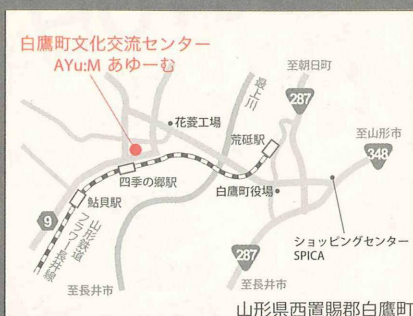 白鷹町文化交流センター
AYu:M あゆーむ
至朝日町
最上川
287
花菱工場
荒砥駅
至山形市
348
四季の郷駅
白鷹町役場
鮎貝駅
9
山形鉄道
フラワー長井線
ショッピングセンター
SPICA
287
至長井市
至長井市
山形県西置賜郡白鷹町